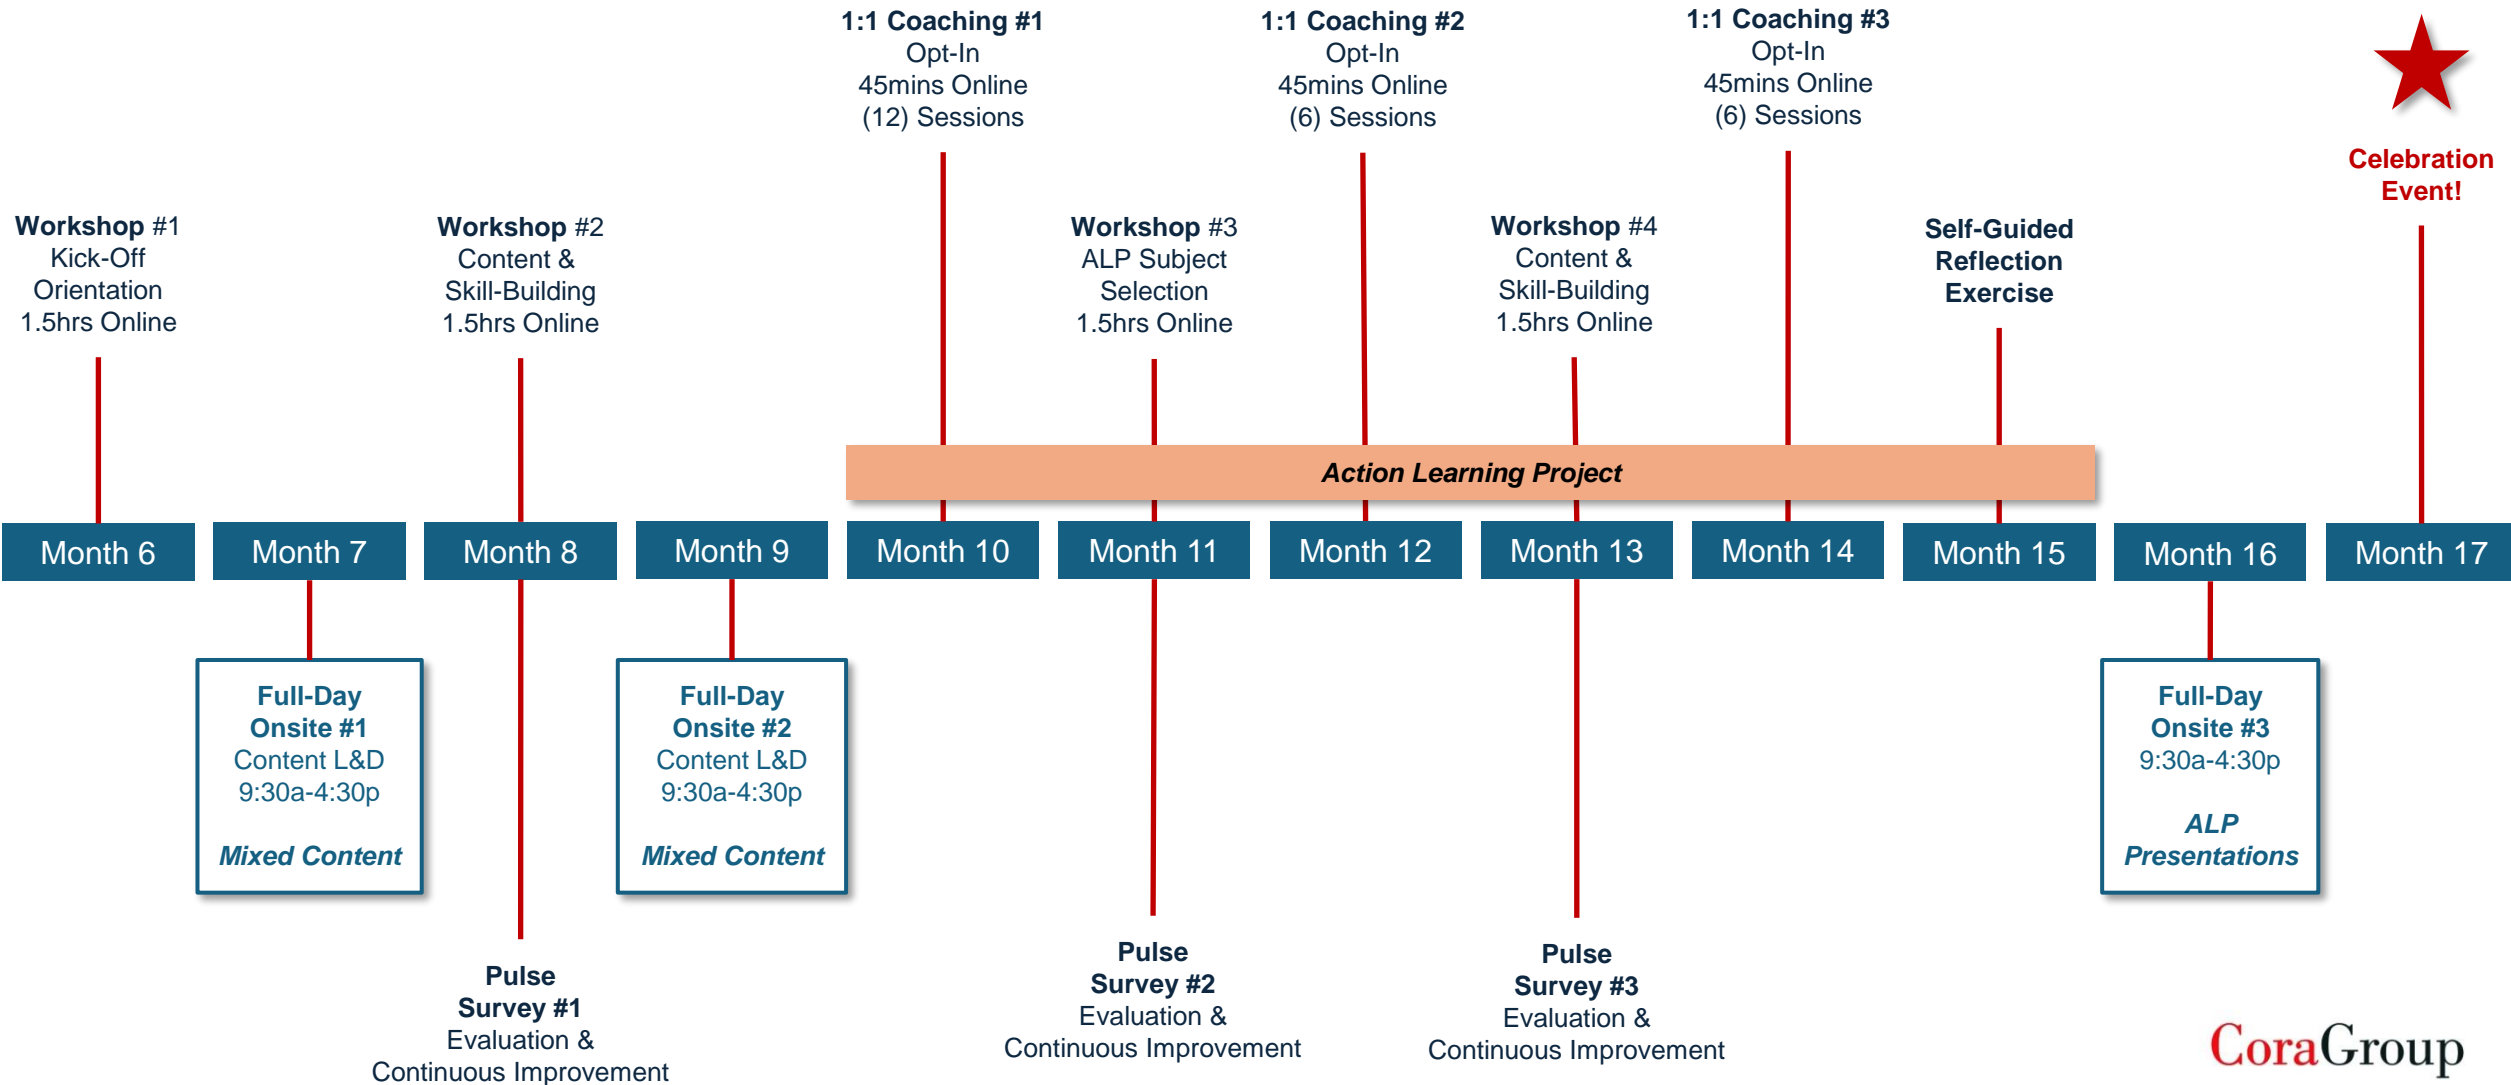 1:1 Coaching #1
Opt-In
45mins Online
(12) Sessions
1:1 Coaching #2
Opt-In
45mins Online
(6) Sessions
1:1 Coaching #3
Opt-In
45mins Online
(6) Sessions
Celebration
Event!
Workshop #1
Kick-Off
Orientation
1.5hrs Online
Workshop #2
Content &
Skill-Building
1.5hrs Online
Workshop #3
ALP Subject
Selection
1.5hrs Online
Workshop #4
Content &
Skill-Building
1.5hrs Online
Self-Guided
Reflection
Exercise
Action Learning Project
Month 6
Month 7
Month 8
Month 9
Month 10
Month 11
Month 12
Month 13
Month 14
Month 15
Month 16
Month 17
Full-Day
Onsite #1
Content L&D
9:30a-4:30p
Mixed Content
Full-Day
Onsite #2
Content L&D
9:30a-4:30p
Mixed Content
Full-Day
Onsite #3
9:30a-4:30p
ALP
Presentations
Pulse
Survey #1
Evaluation &
Continuous Improvement
Pulse
Survey #2
Evaluation &
Continuous Improvement
Pulse
Survey #3
Evaluation &
Continuous Improvement
CoraGroup